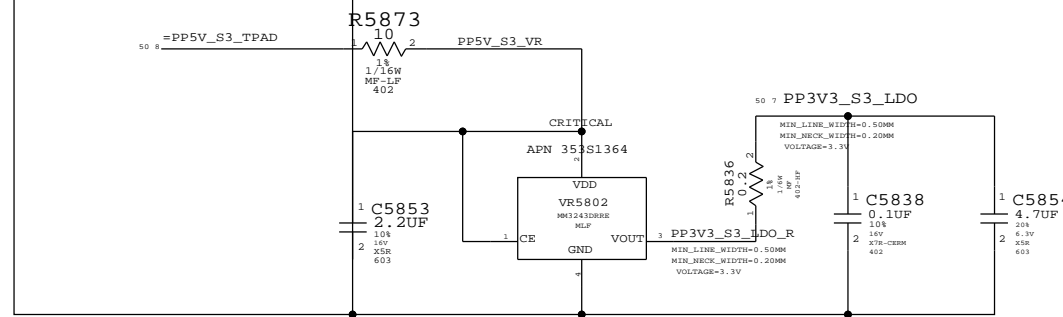 R5873
=PP5V_S3_TPAD
50 8
10
1 2
PP5V_S3_VR
1%
1/16W
MF-LF
402
50 7 PP3V3_S3_LDO
MIN_LINE_WIDTH=0.50MM
MIN_NECK_WIDTH=0.20MM
VOLTAGE=3.3V
CRITICAL
APN 353S1364
2
VDD
VR5802
MM3243DRRE
MLF
1 CE
VOUT 3
GND
4
PP3V3_S3_LDO_R
MIN_LINE_WIDTH=0.50MM
MIN_NECK_WIDTH=0.20MM
VOLTAGE=3.3V
R5836
0.2
1%
1/6W
MF
402-HF
2
1
1 C5853
2.2UF
10%
2 16V
X5R
603
1 C5838
0.1UF
10%
2 16V
X7R-CERM
402
1 C5854
4.7UF
20%
2 6.3V
X5R
603